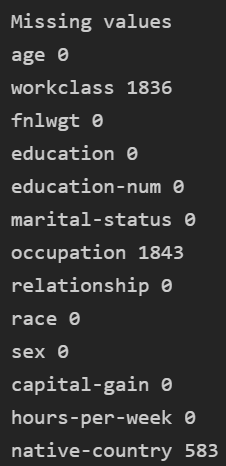 Missing values
age 0
workclass 1836
fnlwgt 0
education 0
education-num 0
marital-status 0
occupation 1843
relationship 0
race 0
sex 0
capital-gain 0
hours-per-week 0
native-country 583